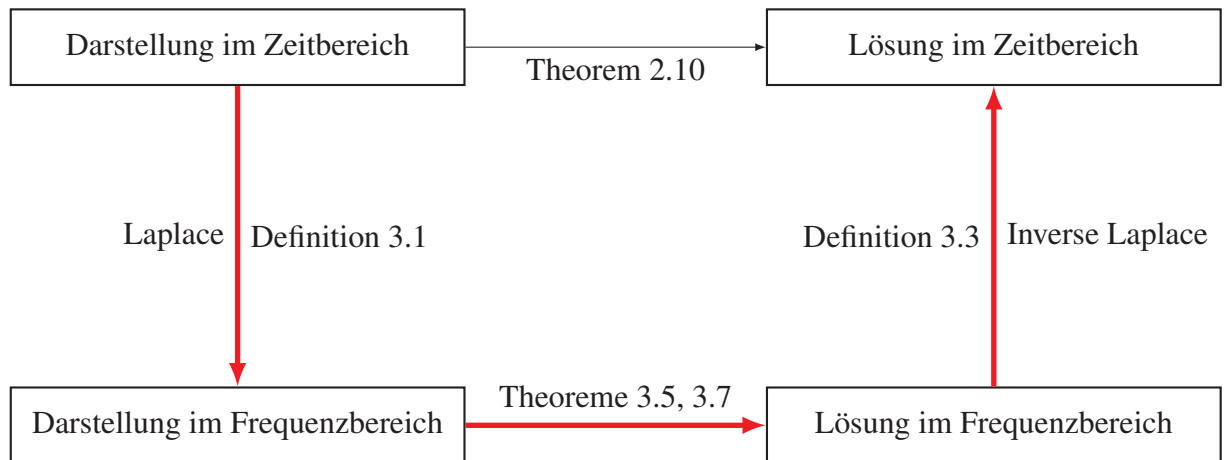 Darstellung im Zeitbereich
Lösung im Zeitbereich
Theorem 2.10
Laplace
Definition 3.1
Definition 3.3
Inverse Laplace
Theoreme 3.5, 3.7
Darstellung im Frequenzbereich
Lösung im Frequenzbereich